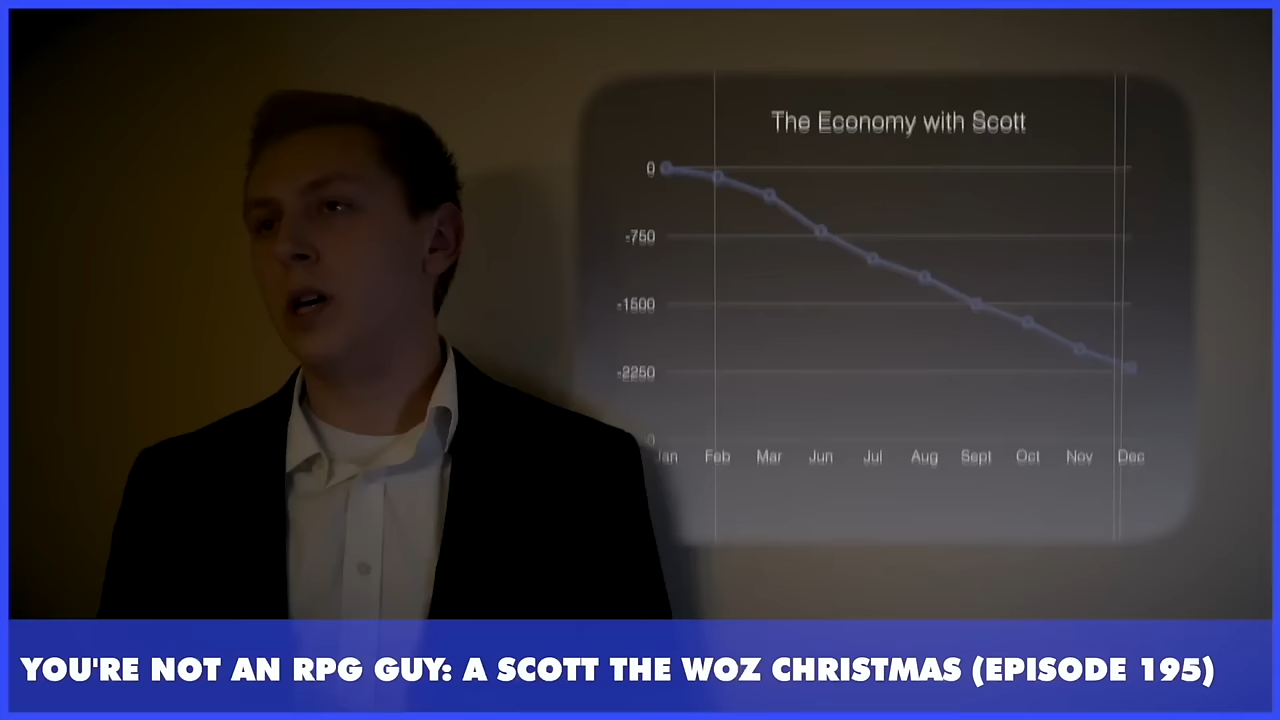 The Economy with Scott
0
-750
-1500
-2250
Jan Feb Mar Jun Jul Aug Sept Oct Nov Dec
YOU'RE NOT AN RPG GUY: A SCOTT THE WOZ CHRISTMAS (EPISODE 195)